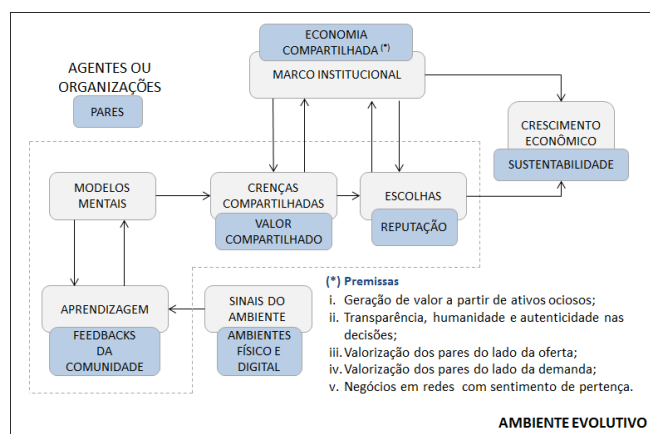 ECONOMIA
COMPARTILHADA (*)
MARCO INSTITUCIONAL
AGENTES OU
ORGANIZAÇÕES
PARES
CRESCIMENTO
ECONÔMICO
SUSTENTABILIDADE
MODELOS
MENTAIS
CRENÇAS
COMPARTILHADAS
VALOR
COMPARTILHADO
ESCOLHAS
REPUTAÇÃO
APRENDIZAGEM
FEEDBACKS
DA
COMUNIDADE
SINAIS DO
AMBIENTE
AMBIENTES
FÍSICO E
DIGITAL
(*) Premissas
i. Geração de valor a partir de ativos ociosos;
ii. Transparência, humanidade e autenticidade nas
decisões;
iii. Valorização dos pares do lado da oferta;
iv. Valorização dos pares do lado da demanda;
v. Negócios em redes com sentimento de pertença.
AMBIENTE EVOLUTIVO